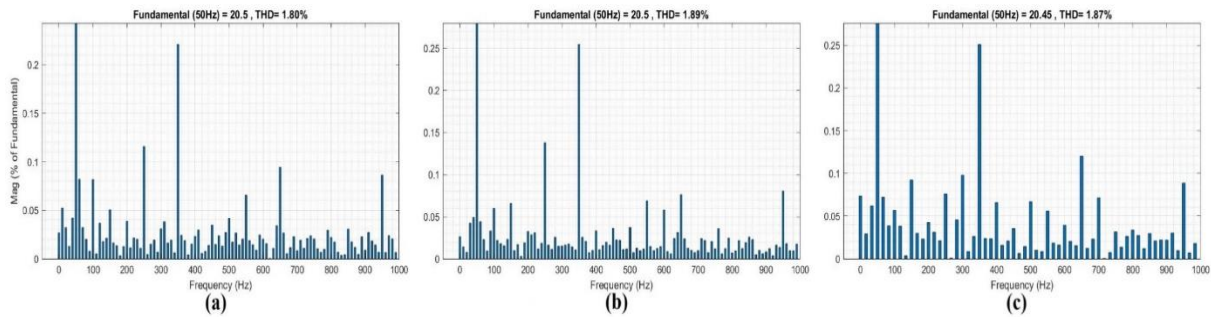 Fundamental (50Hz) = 20.5 , THD= 1.80%
Mag (% of Fundamental)
0.2
0.15
0.1
0.05
0
0 100 200 300 400 500 600 700 800 900 1000
Frequency (Hz)
(a)
Fundamental (50Hz) = 20.5 , THD= 1.89%
0.25
0.2
0.15
0.1
0.05
0
0 100 200 300 400 500 600 700 800 900 1000
Frequency (Hz)
(b)
Fundamental (50Hz) = 20.45 , THD= 1.87%
0.25
0.2
0.15
0.1
0.05
0
0 100 200 300 400 500 600 700 800 900 1000
Frequency (Hz)
(c)